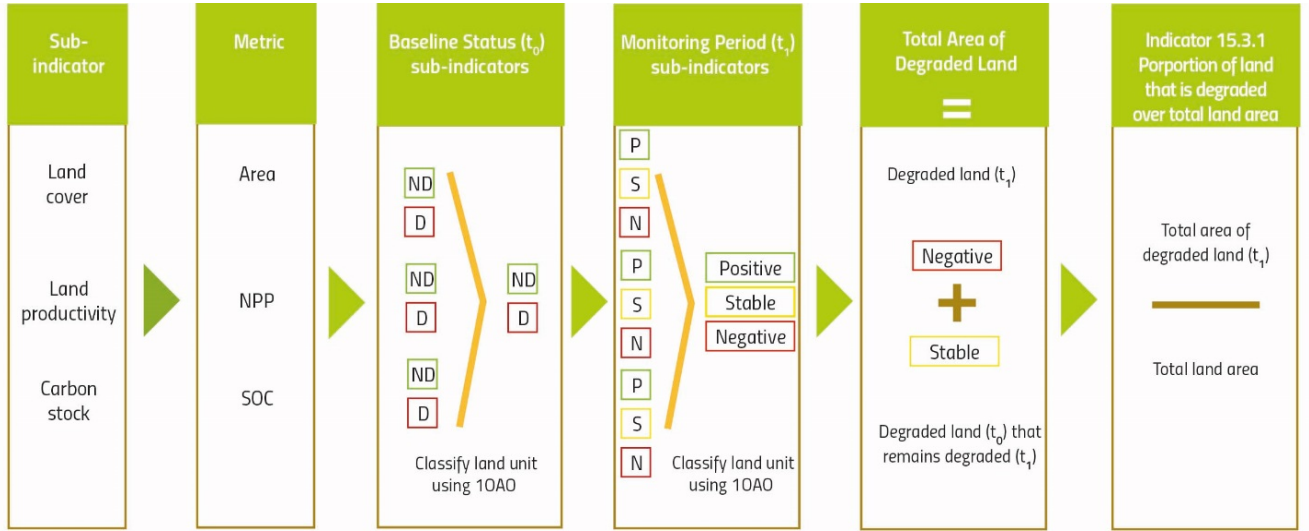 Sub-
indicator
Metric
Baseline Status (t0)
sub-indicators
Monitoring Period (t1)
sub-indicators
Total Area of
Degraded Land
=
Indicator 15.3.1
Porportion of land
that is degraded
over total land area
Land
cover
Land
productivity
Carbon
stock
Area
NPP
SOC
ND
D
ND
D
ND
D
ND
D
Classify land unit
using 1OAO
P
S
N
P
S
N
P
S
N
Positive
Stable
Negative
Classify land unit
using 1OAO
Degraded land (t1)
Negative
+
Stable
Degraded land (t0) that
remains degraded (t1)
Total area of
degraded land (t1)
Total land area